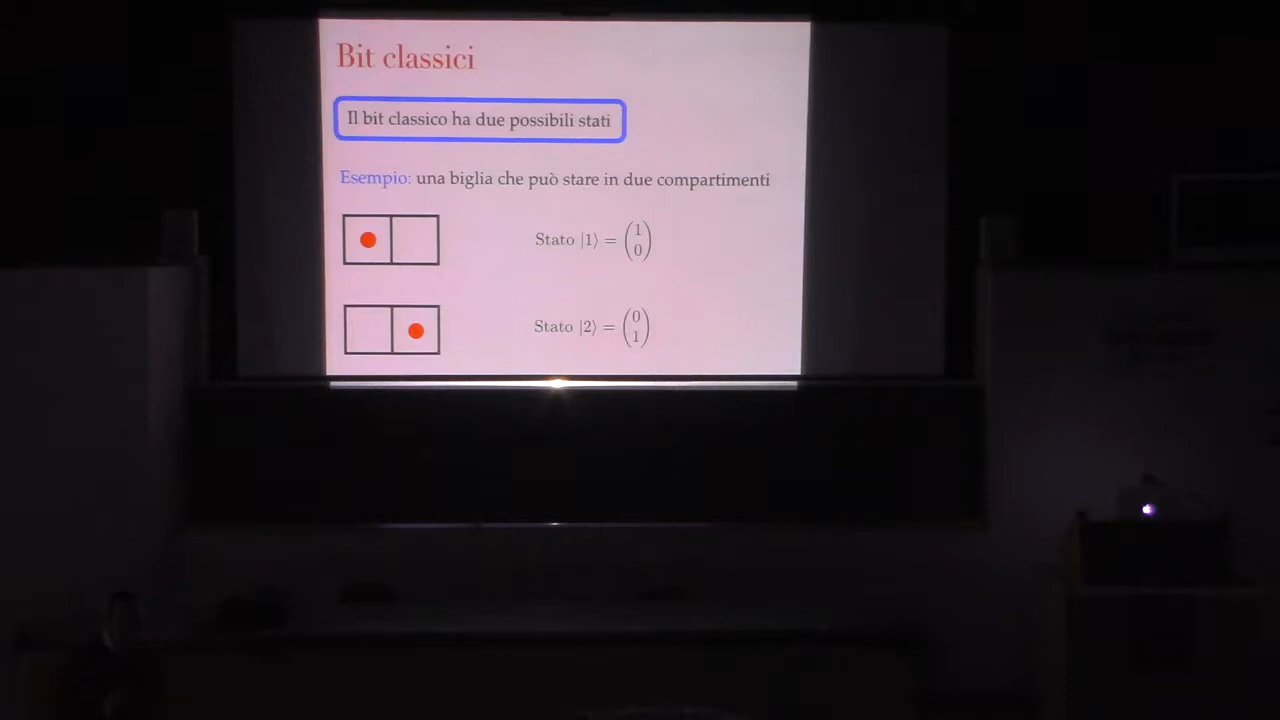 Bit classici
Il bit classico ha due possibili stati
Esempio: una biglia che può stare in due compartimenti
Stato |1⟩ = (1 0)
Stato |2⟩ = (0 1)